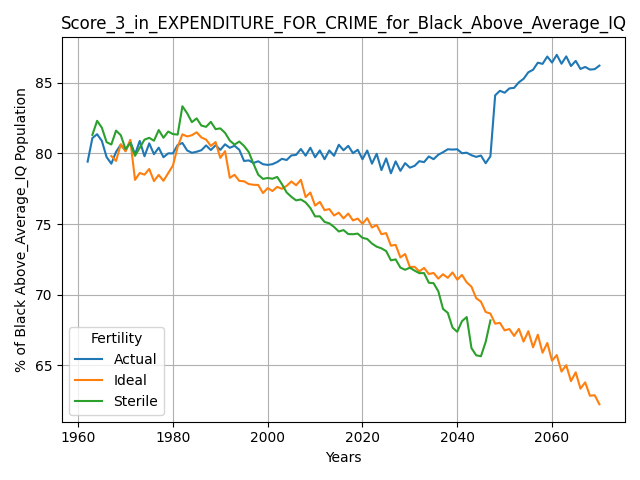 Score_3_in_EXPENDITURE_FOR_CRIME_for_Black_Above_Average_IQ
% of Black Above_Average_IQ Population
85
80
75
70
65
Fertility
Actual
Ideal
Sterile
1960 1980 2000 2020 2040 2060
Years